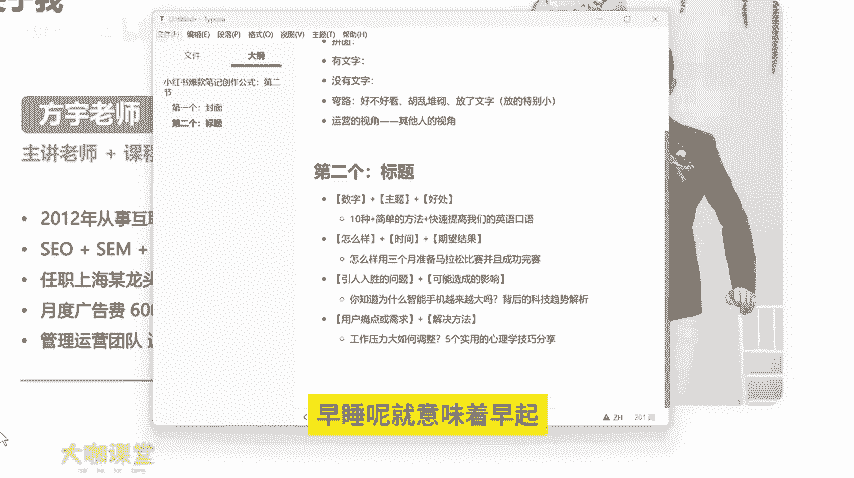 Untitled - Typora
文件(F) 编辑(E) 段落(P) 格式(O) 视图(V) 主题(T) 帮助(H)
文件
大纲
小红书爆款笔记创作公式：第二节
第一个：封面
第二个：标题
拼图：
有文字：
没有文字：
弯路：好不好看、胡乱堆砌、放了文字（放的特别小）
运营的视角——其他人的视角
第二个：标题
【数字】+【主题】+【好处】
10种+简单的方法+快速提高我们的英语口语
【怎么样】+【时间】+【期望结果】
怎么样用三个月准备马拉松比赛并且成功完赛
【引人入胜的问题】+【可能造成的影响】
你知道为什么智能手机越来越大吗？背后的科技趋势解析
【用户痛点或需求】+【解决方法】
工作压力大如何调整？5个实用的心理学技巧分享
ZH
方宇老师
主讲老师 + 课程
2012年从事互联
SEO + SEM +
任职上海某龙头
月度广告费 600
管理运营团队
早睡呢就意味着早起
大咖课堂